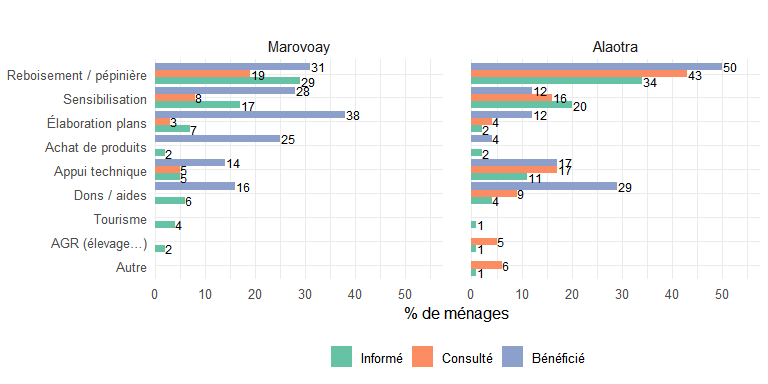 Marovoay Alaotra
Reboisement / pépinière 31 19 29 50 43 34
Sensibilisation 28 8 17 12 16 20
Élaboration plans 38 3 7 12 4 2
Achat de produits 25 2 4 2
Appui technique 14 5 5 17 17 11
Dons / aides 16 6 29 9 4
Tourisme 4 1
AGR (élevage…) 2 5 1
Autre 6 1
0 10 20 30 40 50 0 10 20 30 40 50
% de ménages
Informé Consulté Bénéficié